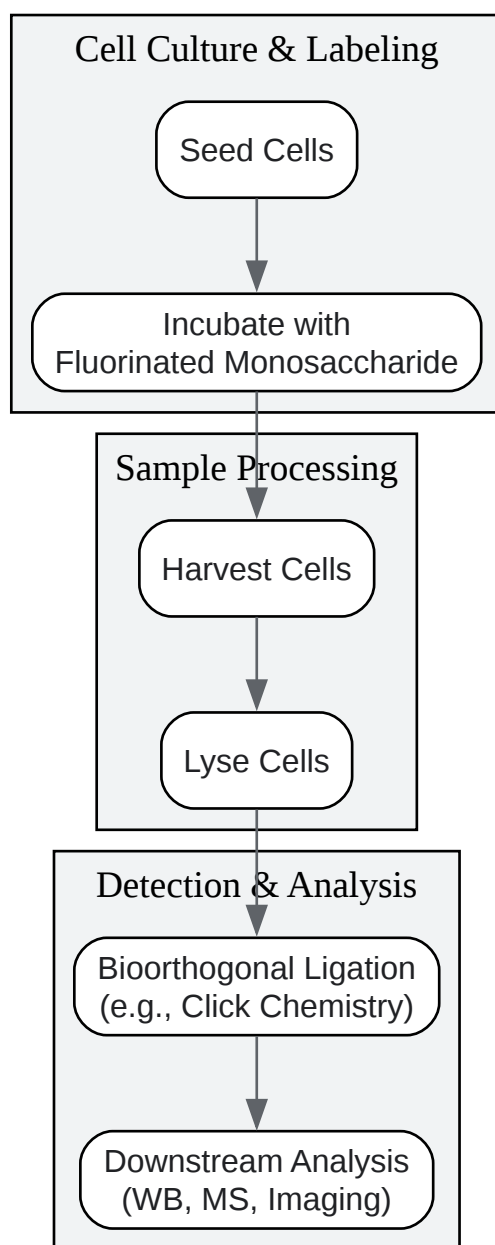 Cell Culture & Labeling
Seed Cells
Incubate with
Fluorinated Monosaccharide
Sample Processing
Harvest Cells
Lyse Cells
Detection & Analysis
Bioorthogonal Ligation
(e.g., Click Chemistry)
Downstream Analysis
(WB, MS, Imaging)